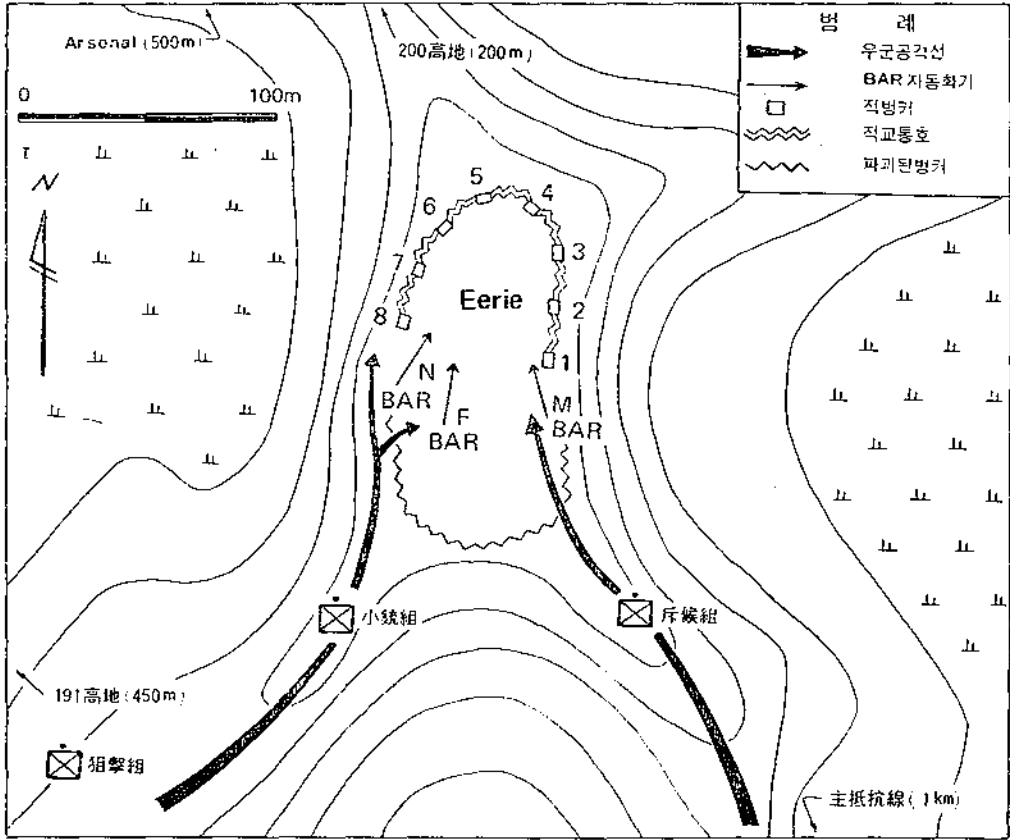 Arsenal (500m)
200高地(200m)
범 례
우군공격선
BAR 자동화기
적벙커
적교통호
파괴된벙커
0 100m
N
5 4
6
3
7
Eerie
2
8
1
N
BAR
F
BAR
M
BAR
小銃組
斥候組
191高地(450m)
狙擊組
主抵抗線(1km)